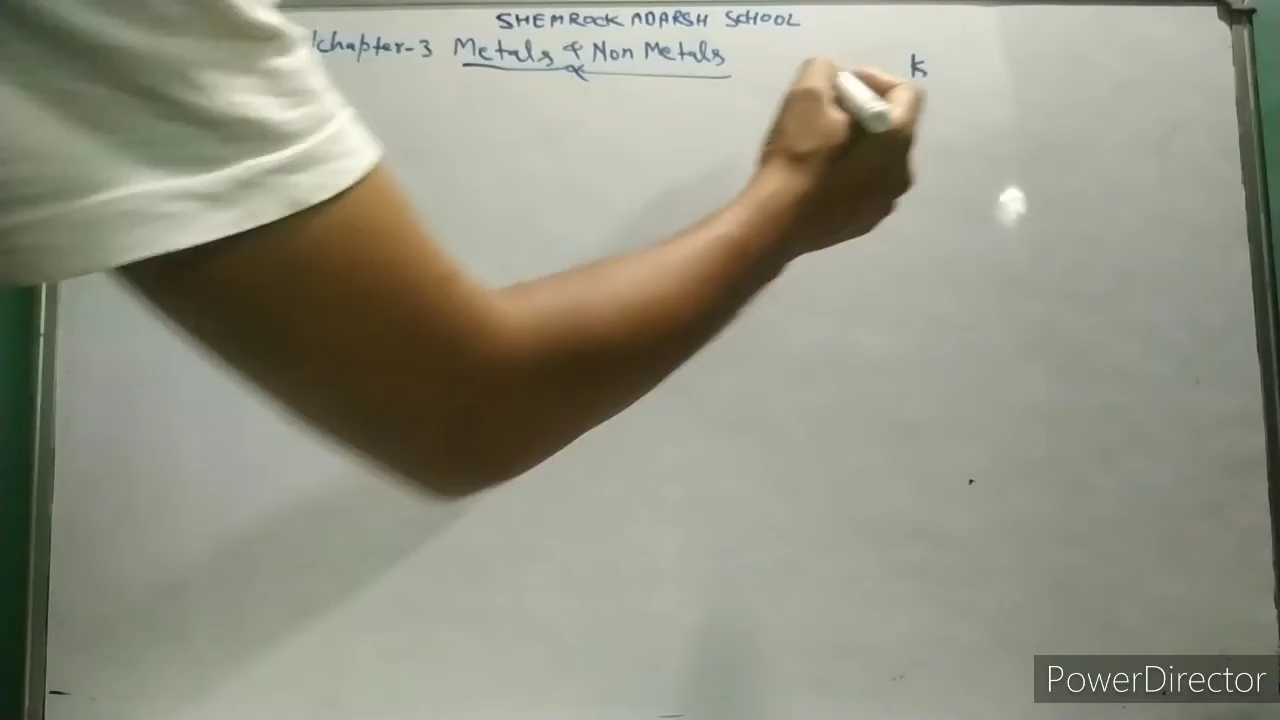 SHEMROCK ADARSH SCHOOL
Chapter-3 Metals & Non Metals
K
PowerDirector